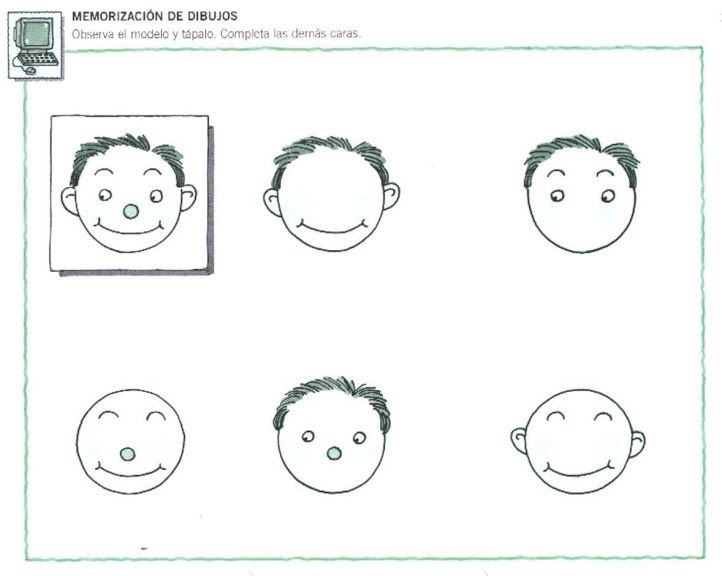 MEMORIZACIÓN DE DIBUJOS
Observa el modelo y tápalo. Completa las demás caras.